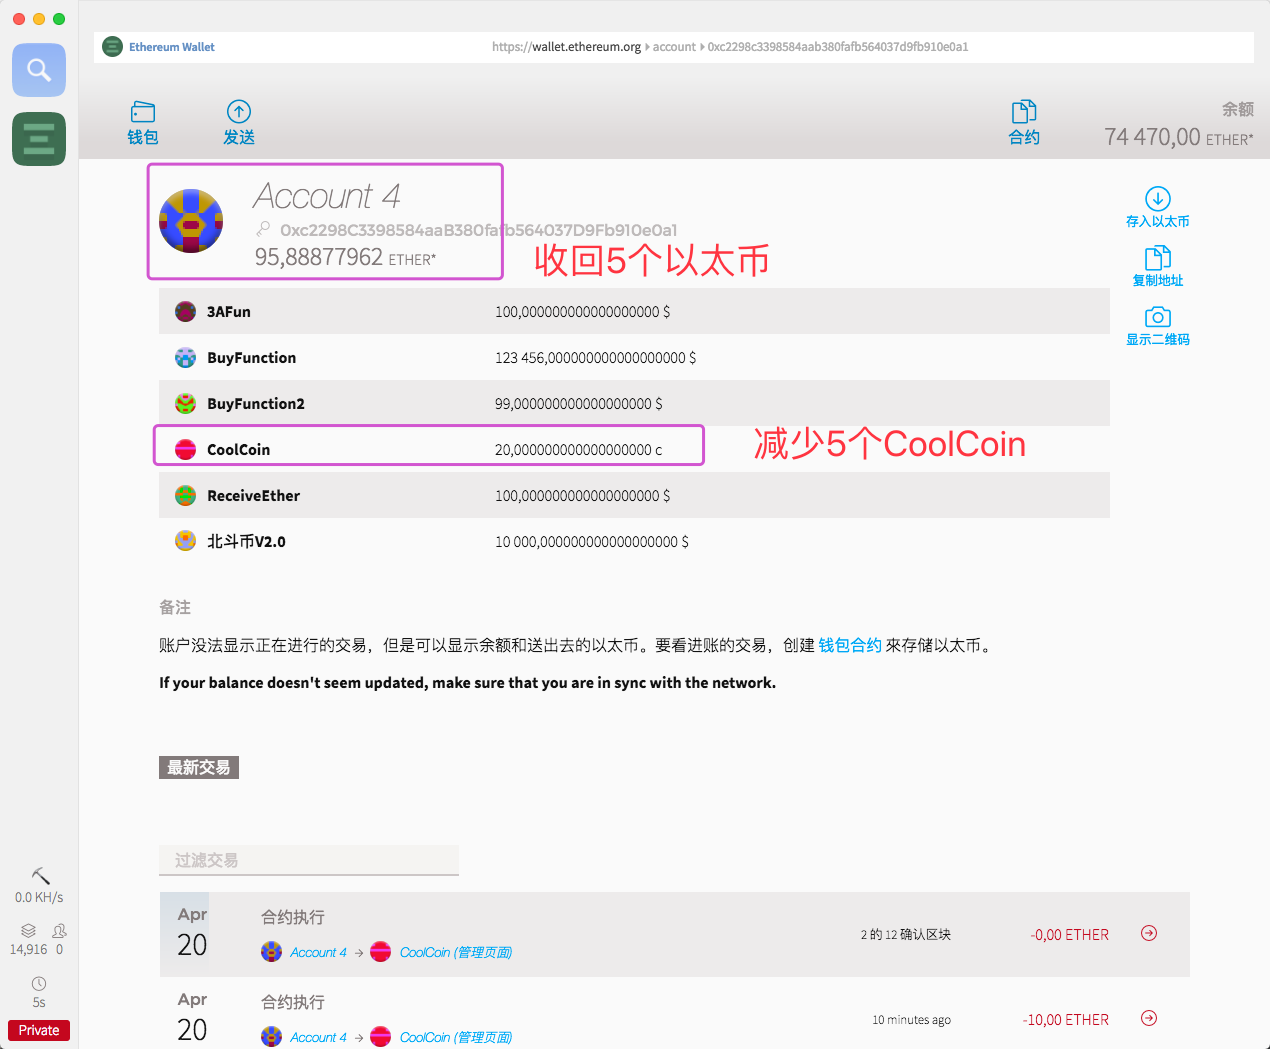 Ethereum Wallet
https://wallet.ethereum.org account 0xc2298c3398584aab380fafb564037d9fb910e0a1
钱包
发送
合约
余额
74 470,00 ETHER*
Account 4
0xc2298C3398584aaB380fafb564037D9Fb910e0a1
95,88877962 ETHER*
收回5个以太币
存入以太币
复制地址
显示二维码
3AFun 100,000000000000000000 $
BuyFunction 123 456,000000000000000000 $
BuyFunction2 99,000000000000000000 $
CoolCoin 20,000000000000000000 c
减少5个CoolCoin
ReceiveEther 100,000000000000000000 $
北斗币V2.0 10 000,000000000000000000 $
备注
账户没法显示正在进行的交易，但是可以显示余额和送出去的以太币。要看进账的交易，创建 钱包合约 來存储以太币。
If your balance doesn't seem updated, make sure that you are in sync with the network.
最新交易
过滤交易
Apr
20
合约执行
Account 4 → CoolCoin (管理页面)
2 的 12 确认区块
-0,00 ETHER
Apr
20
合约执行
Account 4 → CoolCoin (管理页面)
10 minutes ago
-10,00 ETHER
0.0 KH/s
14,916 0
5s
Private